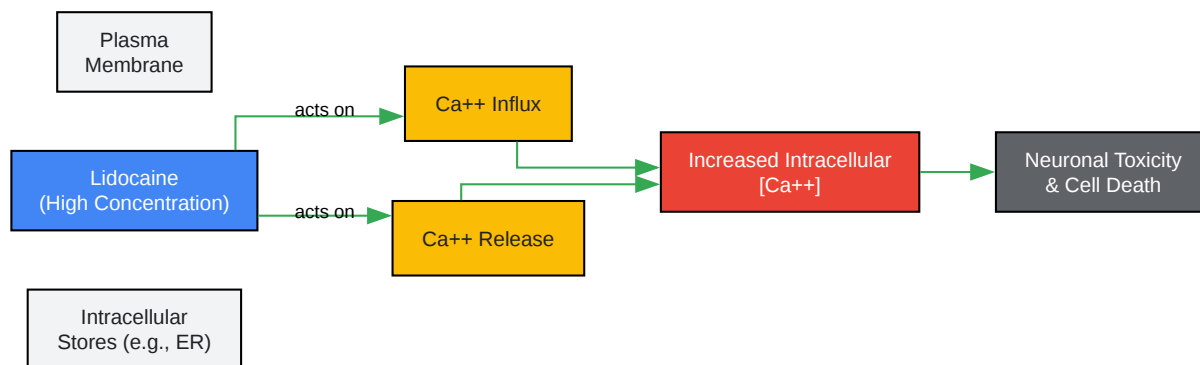 Plasma
Membrane
acts on
Ca++ Influx
Lidocaine
(High Concentration)
Increased Intracellular
[Ca++]
Neuronal Toxicity
& Cell Death
acts on
Ca++ Release
Intracellular
Stores (e.g., ER)